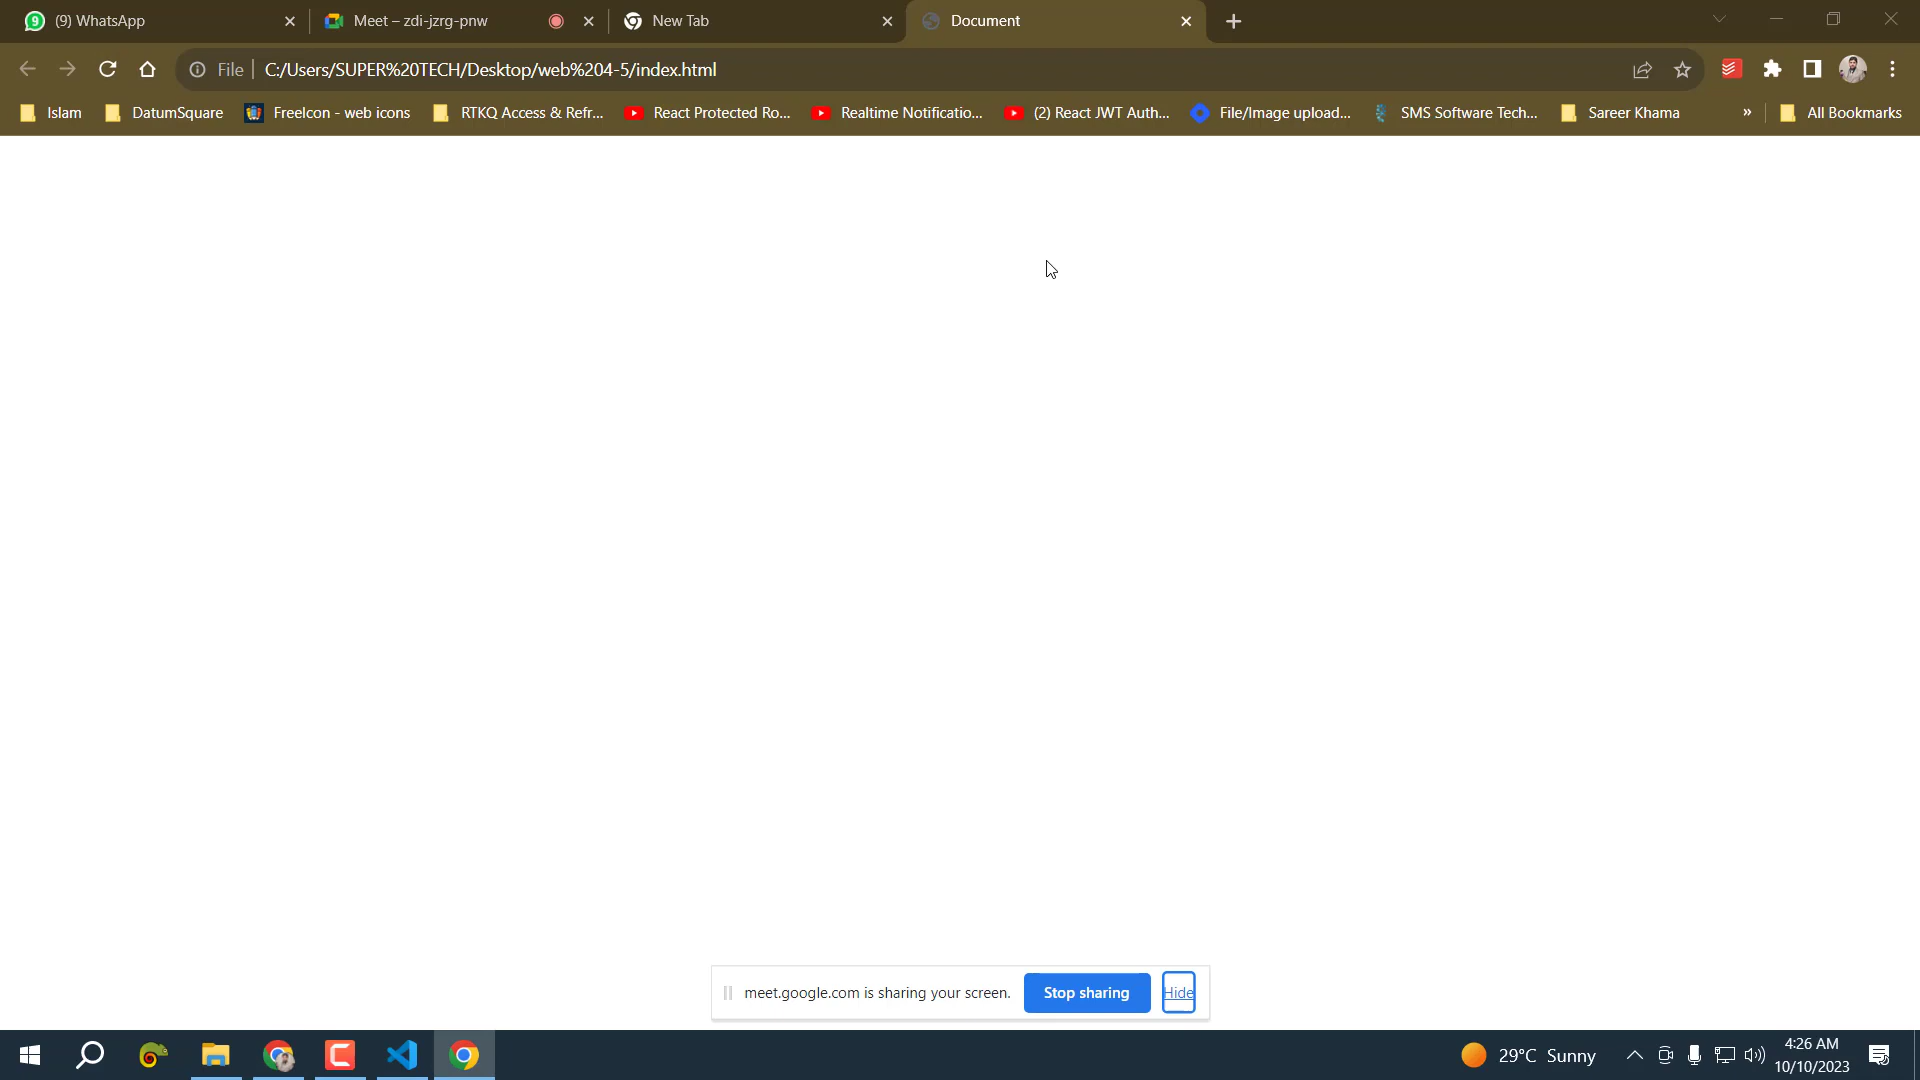 9 (9) WhatsApp
Meet – zdi-jzrg-pnw
New Tab
Document
File C:/Users/SUPER%20TECH/Desktop/web%204-5/index.html
Islam
DatumSquare
FreeIcon - web icons
RTKQ Access & Refr...
React Protected Ro...
Realtime Notificatio...
(2) React JWT Auth...
File/Image upload...
SMS Software Tech...
Sareer Khama
»
All Bookmarks
meet.google.com is sharing your screen.
Stop sharing
Hide
29°C Sunny
4:26 AM
10/10/2023